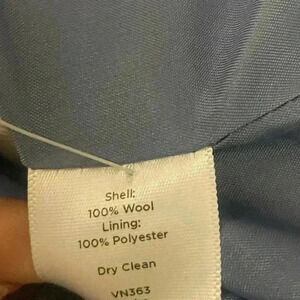 Shell:
100% Wool
Lining:
100% Polyester
Dry Clean
VN363